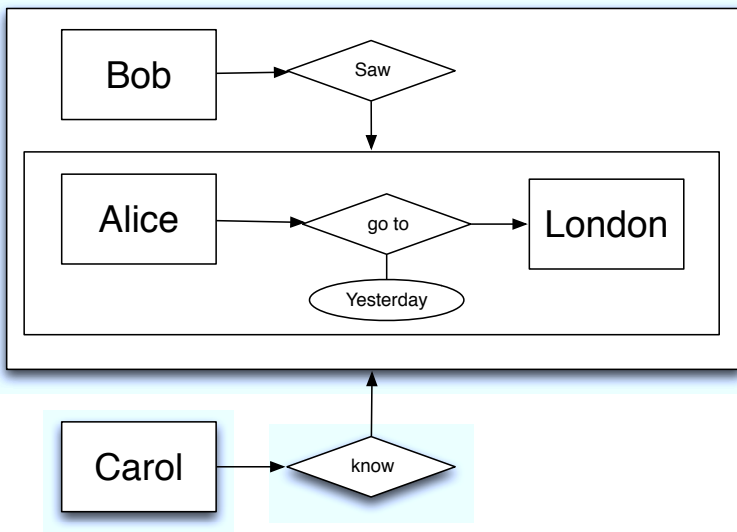 Bob
Saw
Alice
go to
London
Yesterday
Carol
know